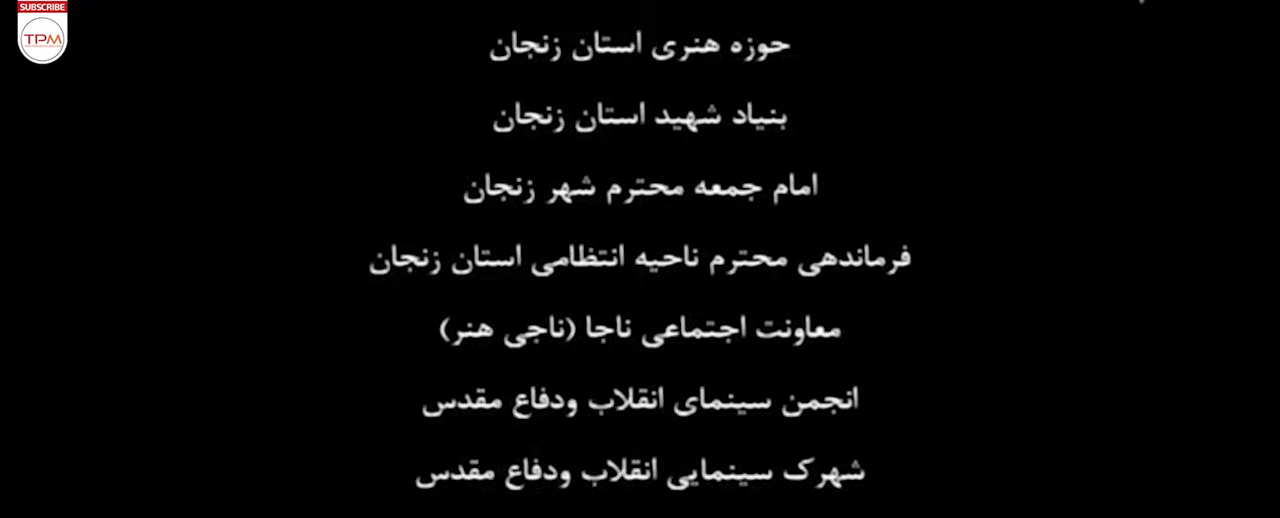 SUBSCRIBE
TPM
حوزه هنری استان زنجان
بنیاد شهید استان زنجان
امام جمعه محترم شهر زنجان
فرماندهی محترم ناحیه انتظامی استان زنجان
معاونت اجتماعی ناجا (ناجی هنر)
انجمن سینمای انقلاب ودفاع مقدس
شهرک سینمایی انقلاب ودفاع مقدس